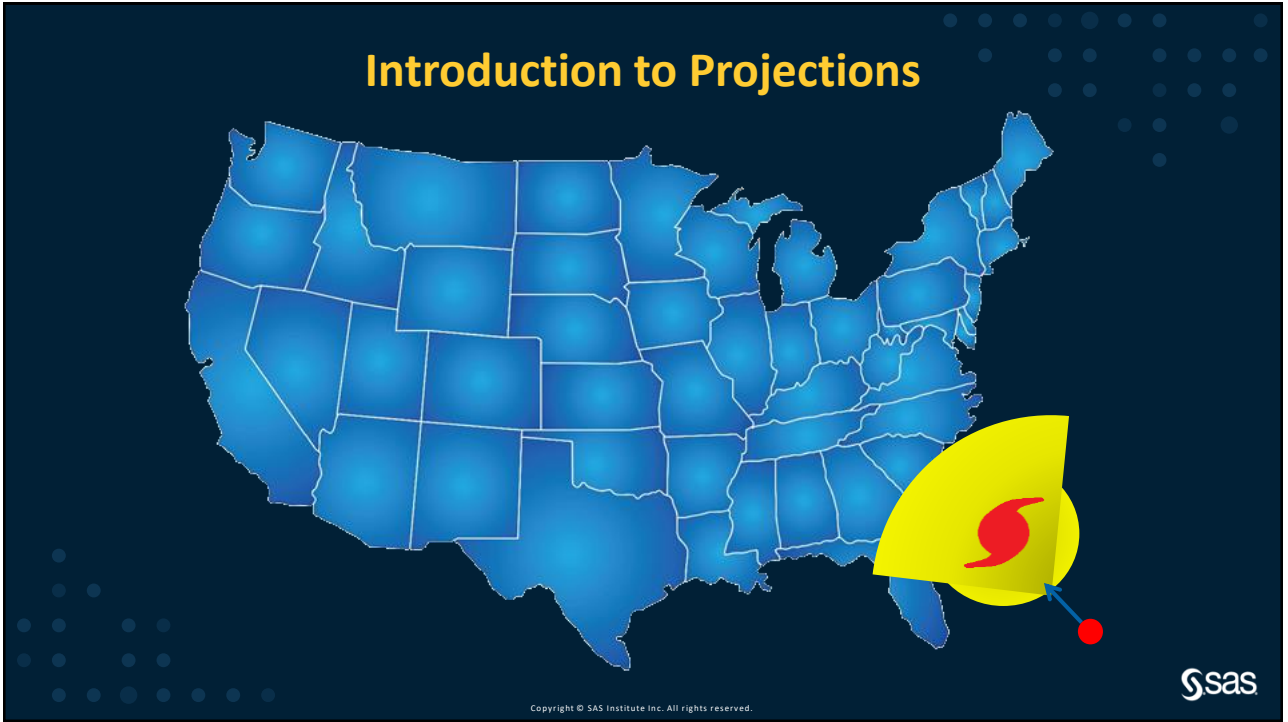 Introduction to Projections
sas
Copyright © SAS Institute Inc. All rights reserved.